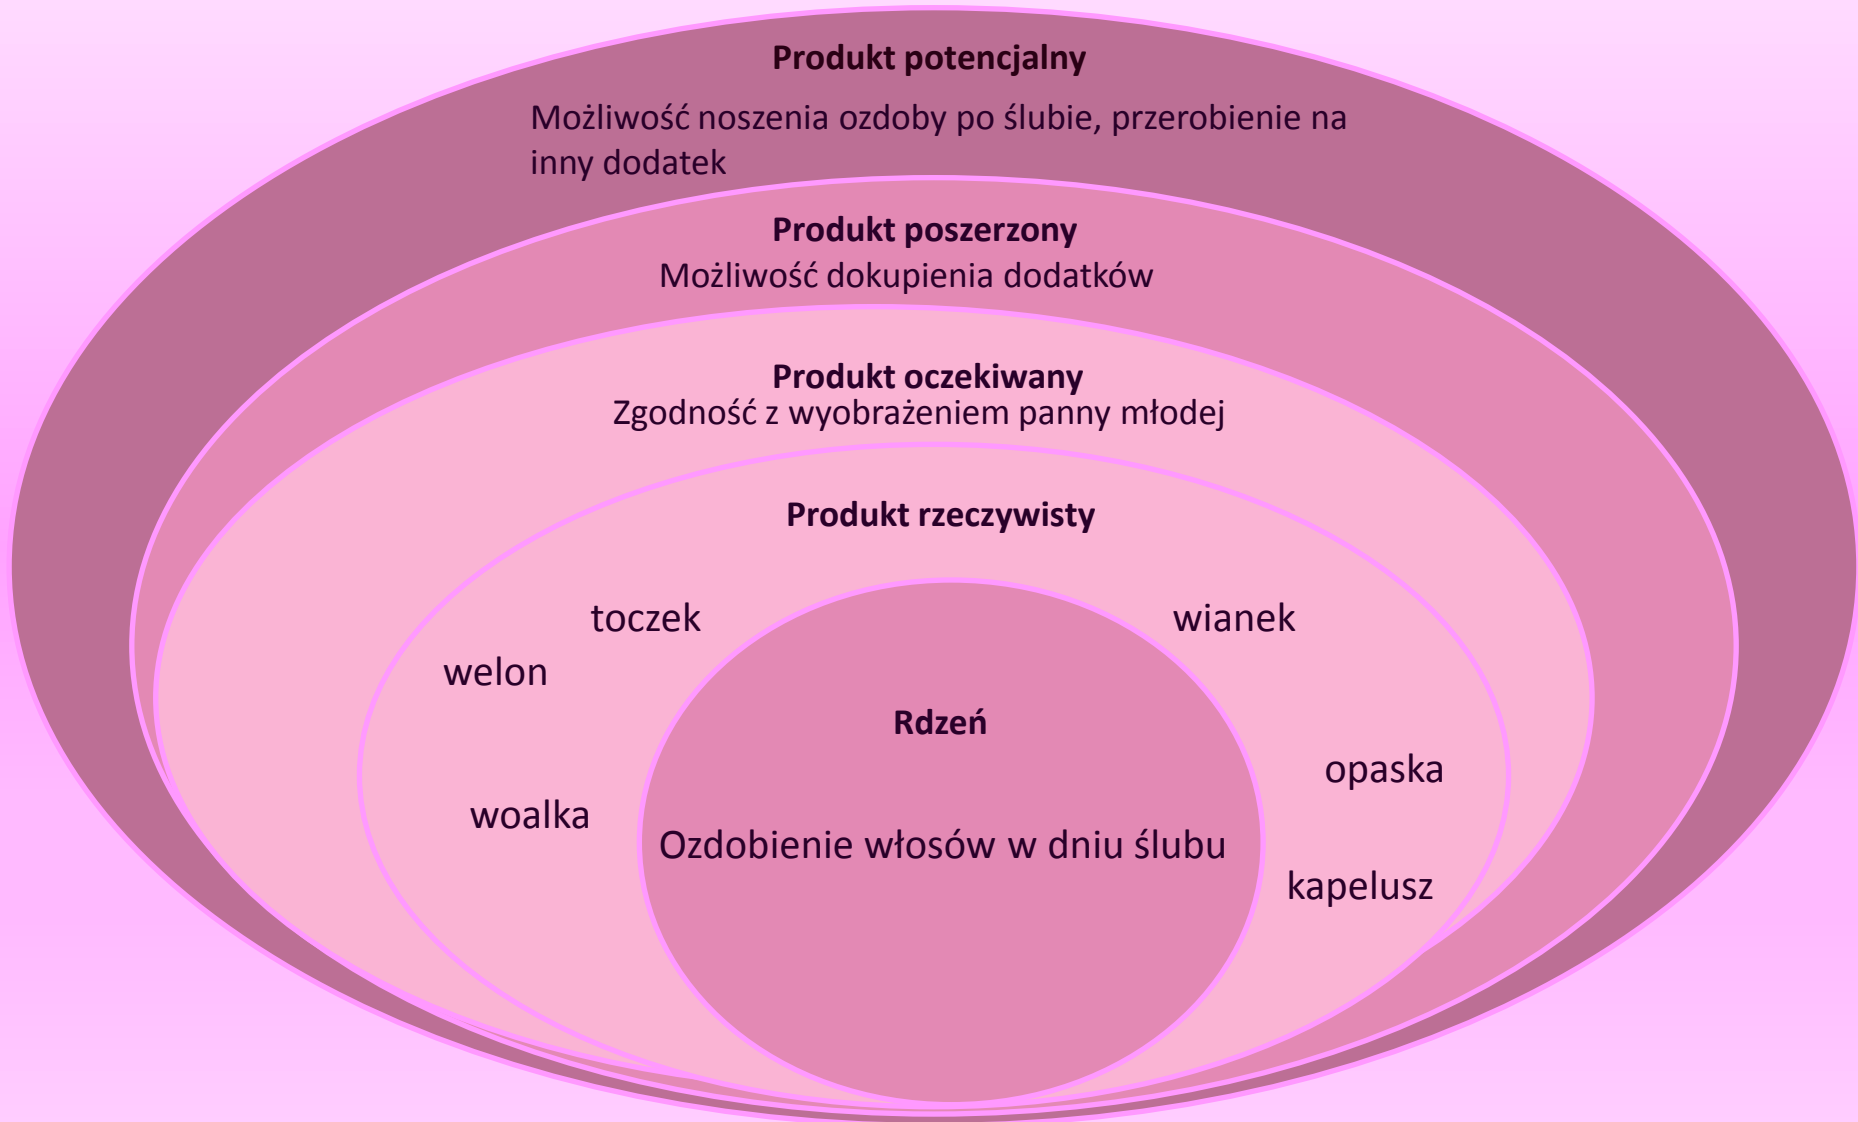 Produkt potencjalny
Możliwość noszenia ozdoby po ślubie, przerobienie na
inny dodatek
Produkt poszerzony
Możliwość dokupienia dodatków
Produkt oczekiwany
Zgodność z wyobrażeniem panny młodej
Produkt rzeczywisty
toczek
wianek
welon
Rdzeń
opaska
woalka
Ozdobienie włosów w dniu ślubu
kapelusz